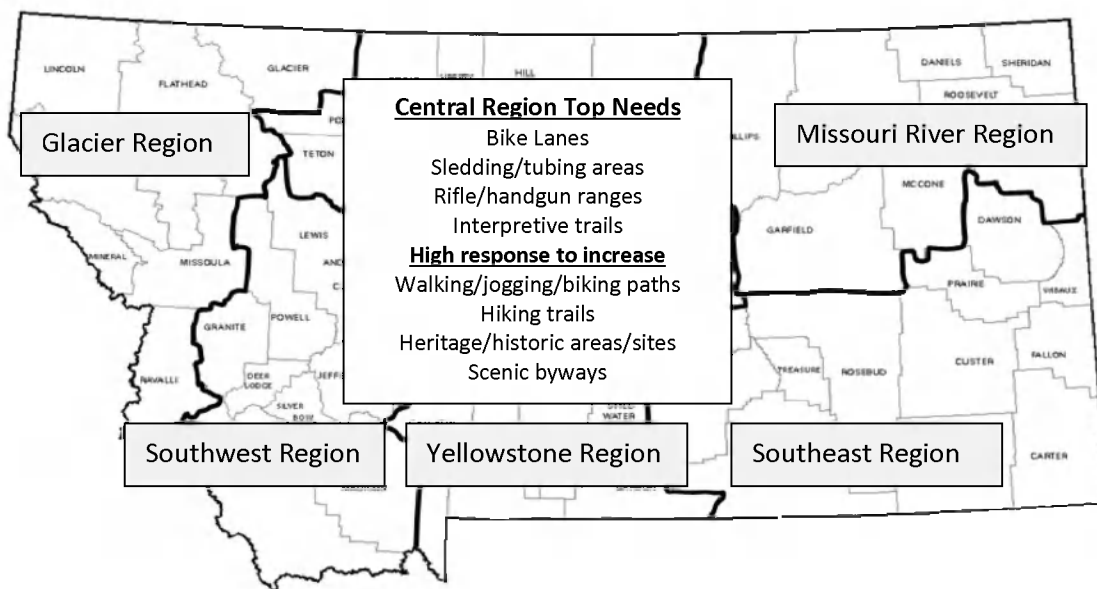 LINCOLN
FLATHEAD
GLACIER
HILL
DANIELS
SHERIDAN
ROOSEVELT
Glacier Region
TETON
Central Region Top Needs
Bike Lanes
Sledding/tubing areas
Rifle/handgun ranges
Interpretive trails
High response to increase
Walking/jogging/biking paths
Hiking trails
Heritage/historic areas/sites
Scenic byways
Missouri River Region
MCCONE
DAWSON
GARFIELD
LEWIS
MINERAL
MISSOULA
PRAIRIE
GRANITE
POWELL
CUSTER
FALLON
RAVALLI
DEER
LODGE
TREASURE
ROSEBUD
SILVER
BOW
WATER
Southwest Region
Yellowstone Region
Southeast Region
CARTER